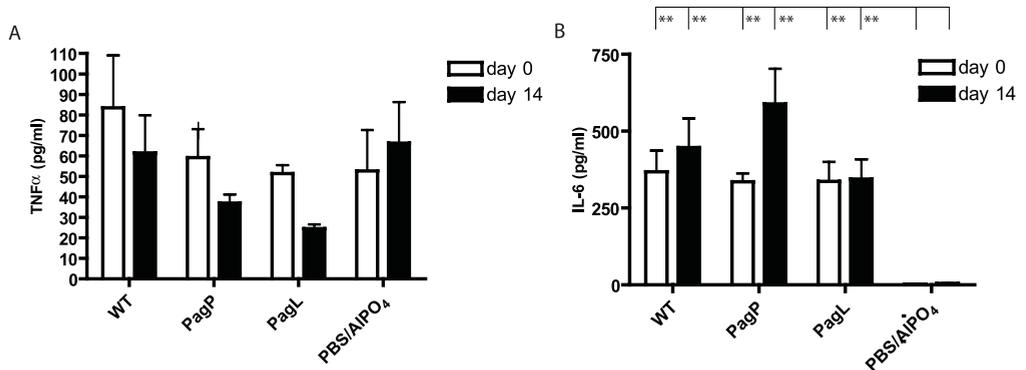 A
TNFα (pg/ml)
110
100
90
80
70
60
50
40
30
20
10
0
WT
PagP
PagL
PBS/AlPO4
day 0
day 14
B
** ** ** ** ** **
IL-6 (pg/ml)
750
500
250
0
WT
PagP
PagL
PBS/AlPO4
day 0
day 14